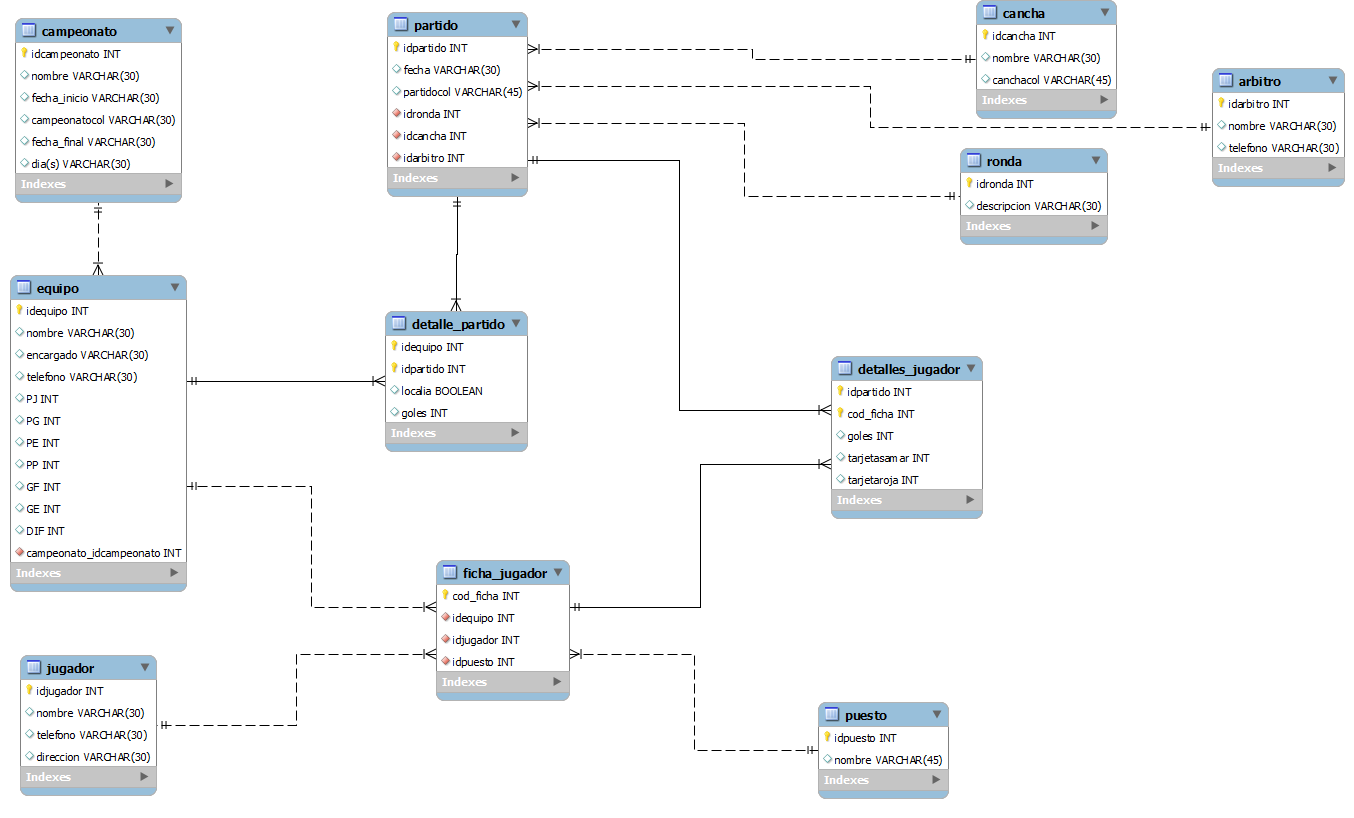 campeonato
idcampeonato INT
nombre VARCHAR(30)
fecha_inicio VARCHAR(30)
campeonatocol VARCHAR(30)
fecha_final VARCHAR(30)
dia(s) VARCHAR(30)
Indexes
partido
idpartido INT
fecha VARCHAR(30)
partidocol VARCHAR(45)
idronda INT
idcancha INT
idarbitro INT
Indexes
cancha
idcancha INT
nombre VARCHAR(30)
canchacol VARCHAR(45)
Indexes
arbitro
idarbitro INT
nombre VARCHAR(30)
telefono VARCHAR(30)
Indexes
ronda
idronda INT
descripcion VARCHAR(30)
Indexes
equipo
idequipo INT
nombre VARCHAR(30)
encargado VARCHAR(30)
telefono VARCHAR(30)
PJ INT
PG INT
PE INT
PP INT
GF INT
GE INT
DIF INT
campeonato_idcampeonato INT
Indexes
detalle_partido
idequipo INT
idpartido INT
localia BOOLEAN
goles INT
Indexes
detalles_jugador
idpartido INT
cod_ficha INT
goles INT
tarjetasamar INT
tarjetaroja INT
Indexes
ficha_jugador
cod_ficha INT
idequipo INT
idjugador INT
idpuesto INT
Indexes
jugador
idjugador INT
nombre VARCHAR(30)
telefono VARCHAR(30)
direccion VARCHAR(30)
Indexes
puesto
idpuesto INT
nombre VARCHAR(45)
Indexes